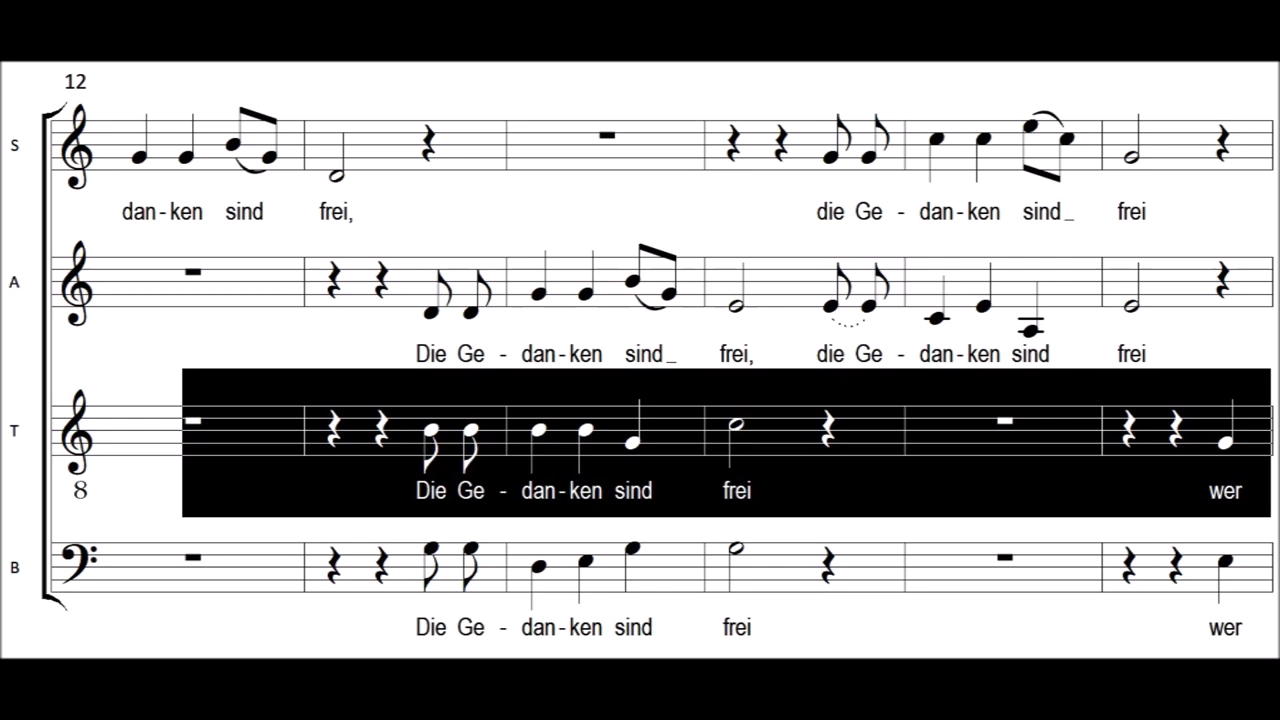 12
S
dan - ken sind frei, die Ge - dan - ken sind_ frei
A
Die Ge - dan - ken sind_ frei, die Ge - dan - ken sind frei
T
8
Die Ge - dan - ken sind frei wer
B
Die Ge - dan - ken sind frei wer